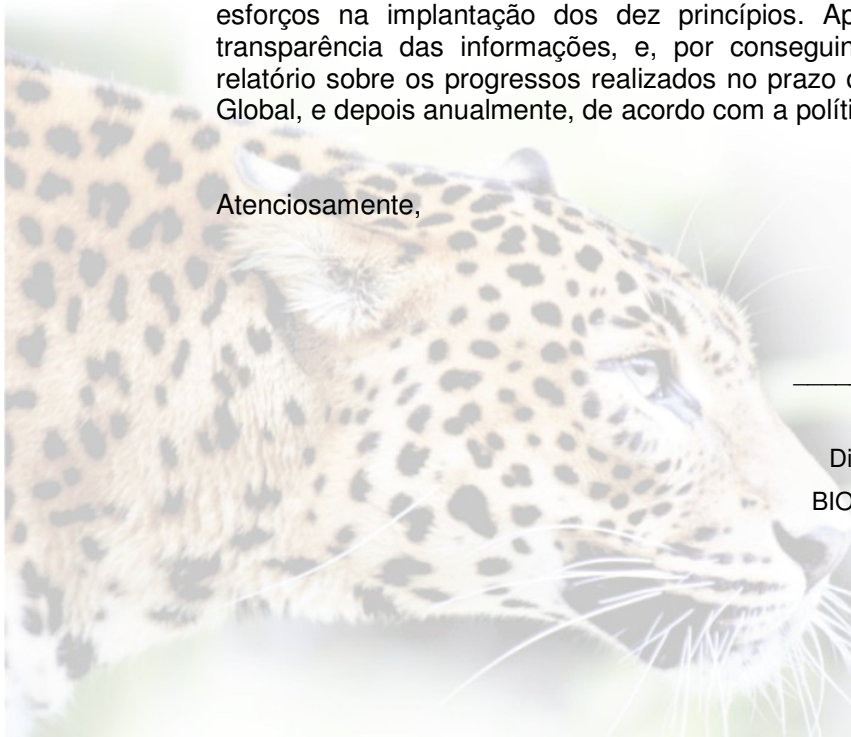 esforços na implantação dos dez princípios. Ap
transparência das informações, e, por conseguin
relatório sobre os progressos realizados no prazo
Global, e depois anualmente, de acordo com a políti
Atenciosamente,
Di
BIO